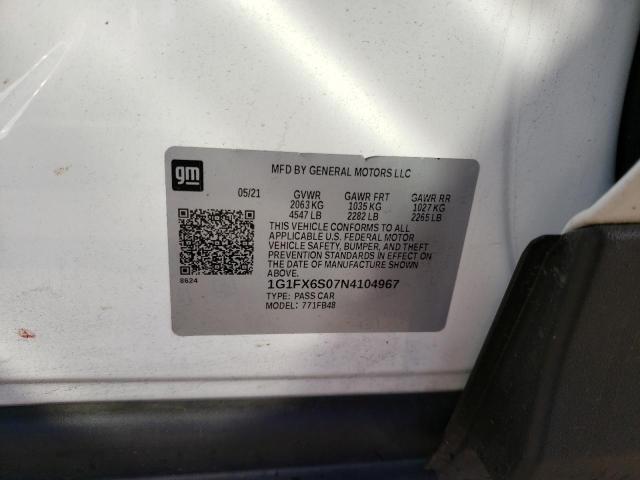 gm
MFD BY GENERAL MOTORS LLC
05/21 GVWR GAWR FRT GAWR RR
2063 KG 1035 KG 1027 KG
4547 LB 2282 LB 2265 LB
THIS VEHICLE CONFORMS TO ALL
APPLICABLE U.S. FEDERAL MOTOR
VEHICLE SAFETY, BUMPER, AND THEFT
PREVENTION STANDARDS IN EFFECT ON
THE DATE OF MANUFACTURE SHOWN
ABOVE.
8624
1G1FX6S07N4104967
TYPE: PASS CAR
MODEL: 771FB48